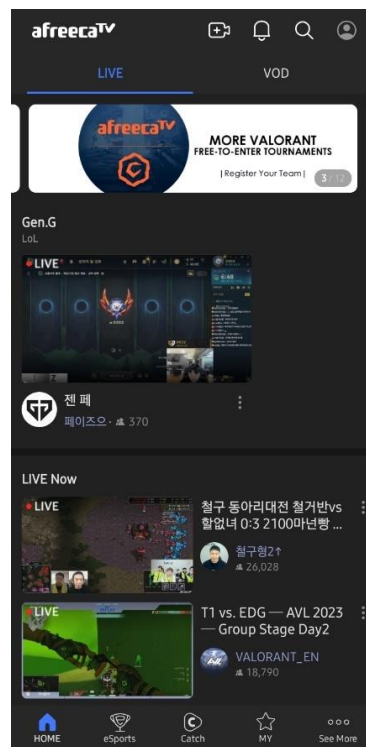 afreecaTV
LIVE
VOD
afreecaTV
MORE VALORANT
FREE-TO-ENTER TOURNAMENTS
| Register Your Team |
3 / 12
Gen.G
LoL
LIVE
젠 페
페이즈으 · 370
LIVE Now
LIVE
철구 동아리대전 철거반vs
할없녀 0:3 2100마넌빵 ...
철구형2↑
26,028
LIVE
T1 vs. EDG — AVL 2023
— Group Stage Day2
VALORANT_EN
18,790
HOME
eSports
Catch
MY
See More